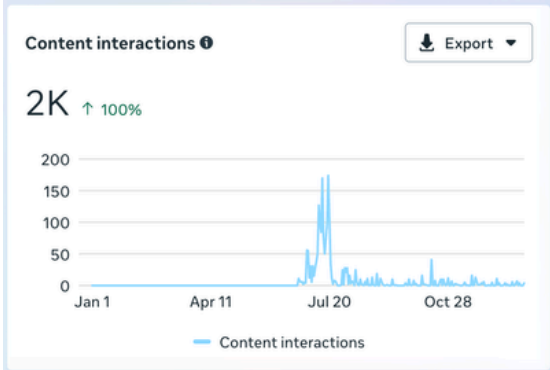 Content interactions
Export
2K ↑ 100%
200
150
100
50
0
Jan 1 Apr 11 Jul 20 Oct 28
Content interactions